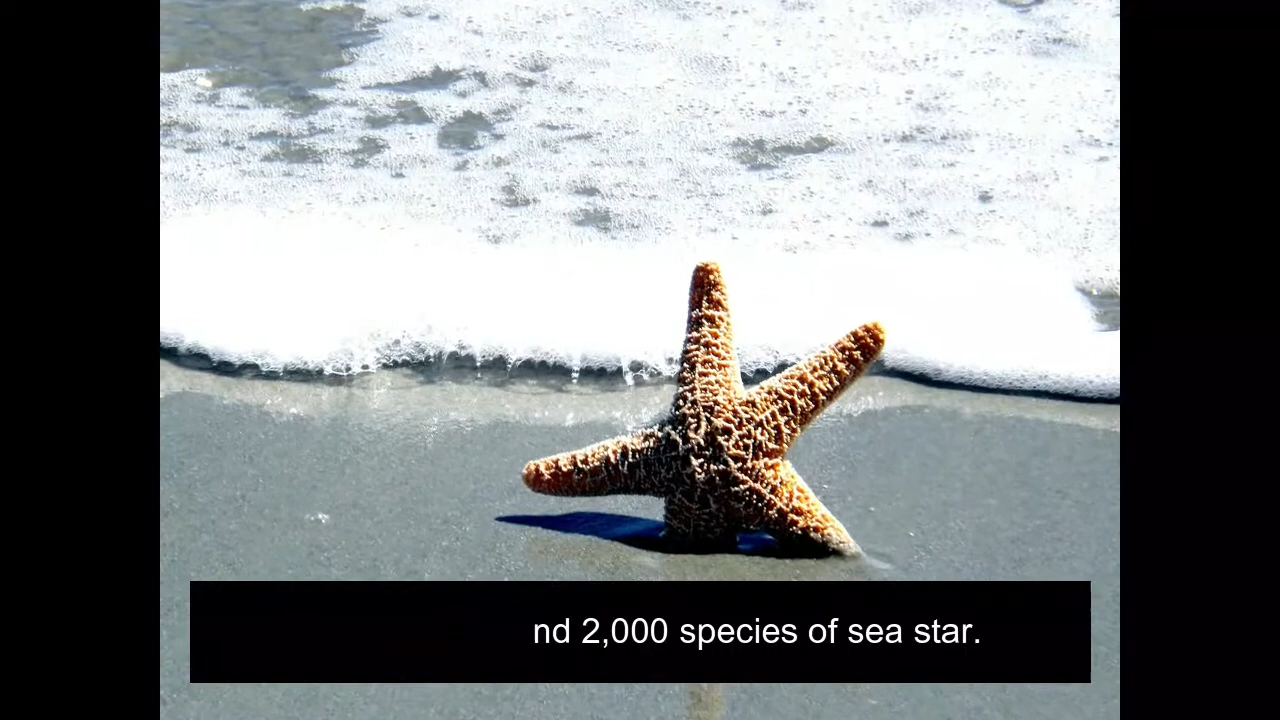 nd 2,000 species of sea star.